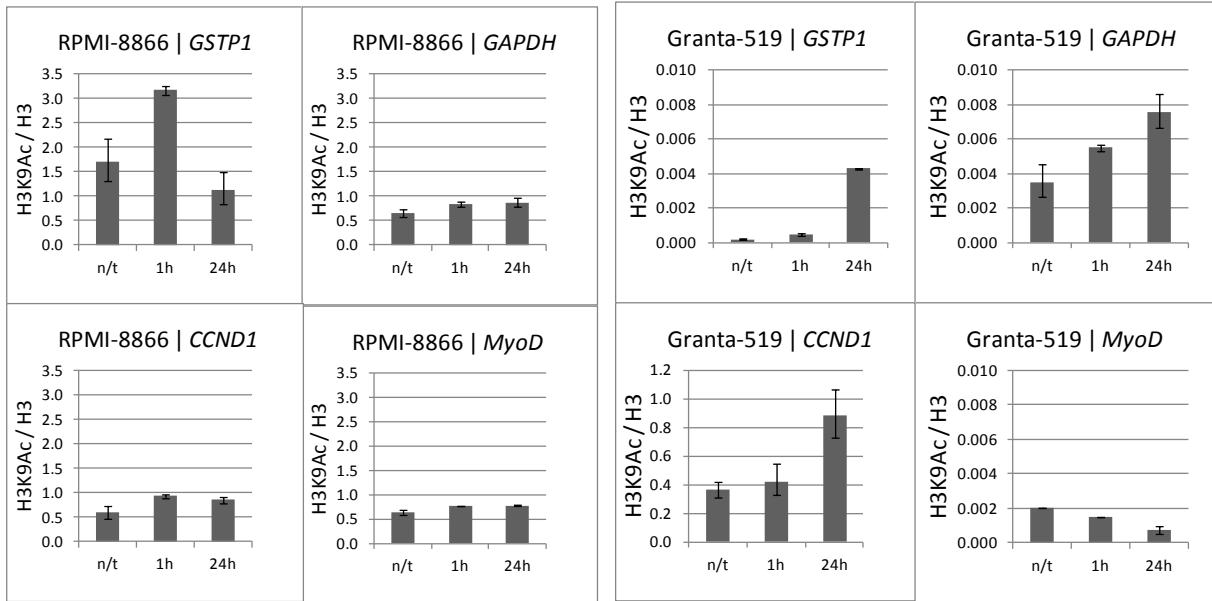 RPMI-8866 | GSTP1
H3K9Ac / H3
3.5
3.0
2.5
2.0
1.5
1.0
0.5
0.0
n/t 1h 24h
RPMI-8866 | GAPDH
3.5
3.0
2.5
2.0
1.5
1.0
0.5
0.0
n/t 1h 24h
Granta-519 | GSTP1
H3K9Ac / H3
0.010
0.008
0.006
0.004
0.002
0.000
n/t 1h 24h
Granta-519 | GAPDH
H3K9Ac / H3
0.010
0.008
0.006
0.004
0.002
0.000
n/t 1h 24h
RPMI-8866 | CCND1
H3K9Ac / H3
3.5
3.0
2.5
2.0
1.5
1.0
0.5
0.0
n/t 1h 24h
RPMI-8866 | MyoD
H3K9Ac / H3
3.5
3.0
2.5
2.0
1.5
1.0
0.5
0.0
n/t 1h 24h
Granta-519 | CCND1
H3K9Ac / H3
1.2
1.0
0.8
0.6
0.4
0.2
0.0
n/t 1h 24h
Granta-519 | MyoD
H3K9Ac / H3
0.010
0.008
0.006
0.004
0.002
0.000
n/t 1h 24h